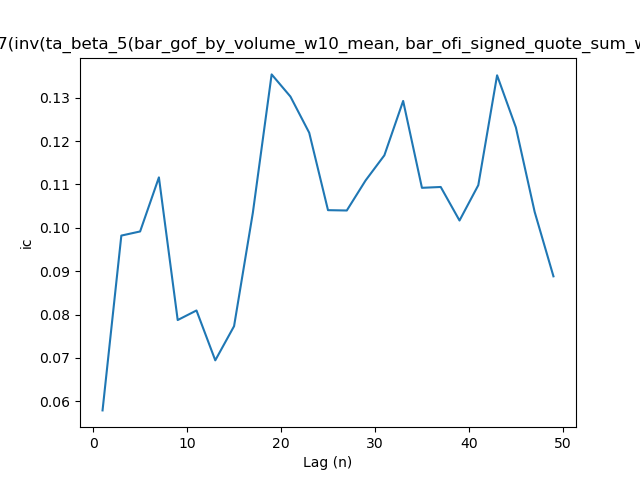 7(inv(ta_beta_5(bar_gof_by_volume_w10_mean, bar_ofi_signed_quote_sum_w
0.13
0.12
0.11
0.10
0.09
0.08
0.07
0.06
ic
0 10 20 30 40 50
Lag (n)